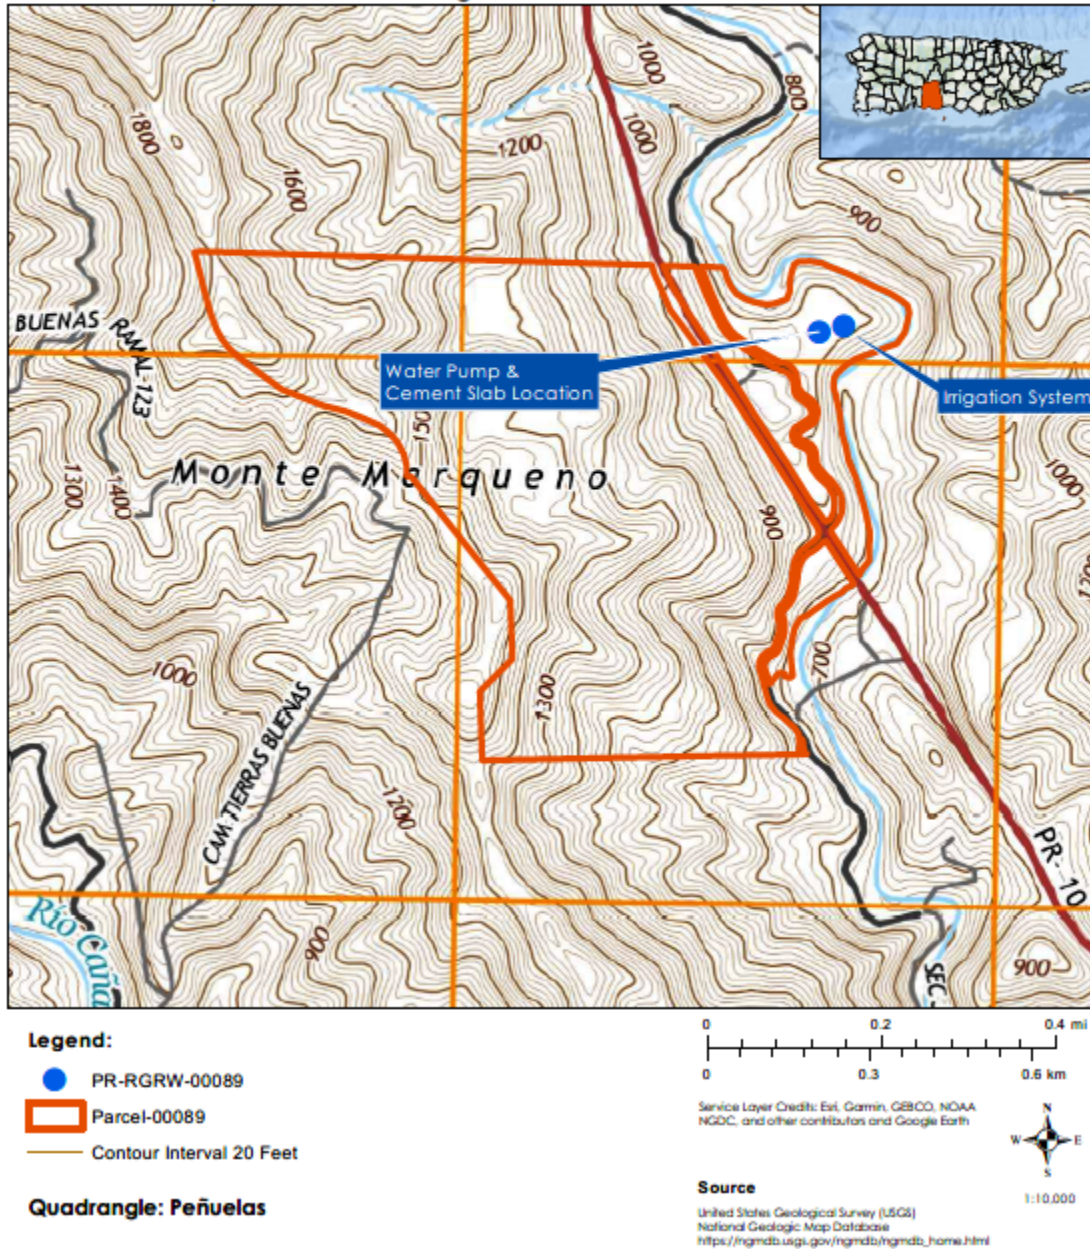 1000
800
1800
1000
1200
1600
900
BUENAS
RAMAL 123
Water Pump &
Cement Slab Location
Irrigation System
150
Monte Marqueno
1300
1400
1000
900
1000
700
1300
CAM TIERRAS BUENAS
1200
PR- 10
Río Caña
900
SEC
900
Legend:
PR-RGRW-00089
Parcel-00089
Contour Interval 20 Feet
Quadrangle: Peñuelas
0 0.2 0.4 mi
0 0.3 0.6 km
Service Layer Credits: Esri, Garmin, GEBCO, NOAA
NGDC, and other contributors and Google Earth
N
W E
S
1:10,000
Source
United States Geological Survey (USGS)
National Geologic Map Database
https://ngmdb.usgs.gov/ngmdb/ngmdb_home.html